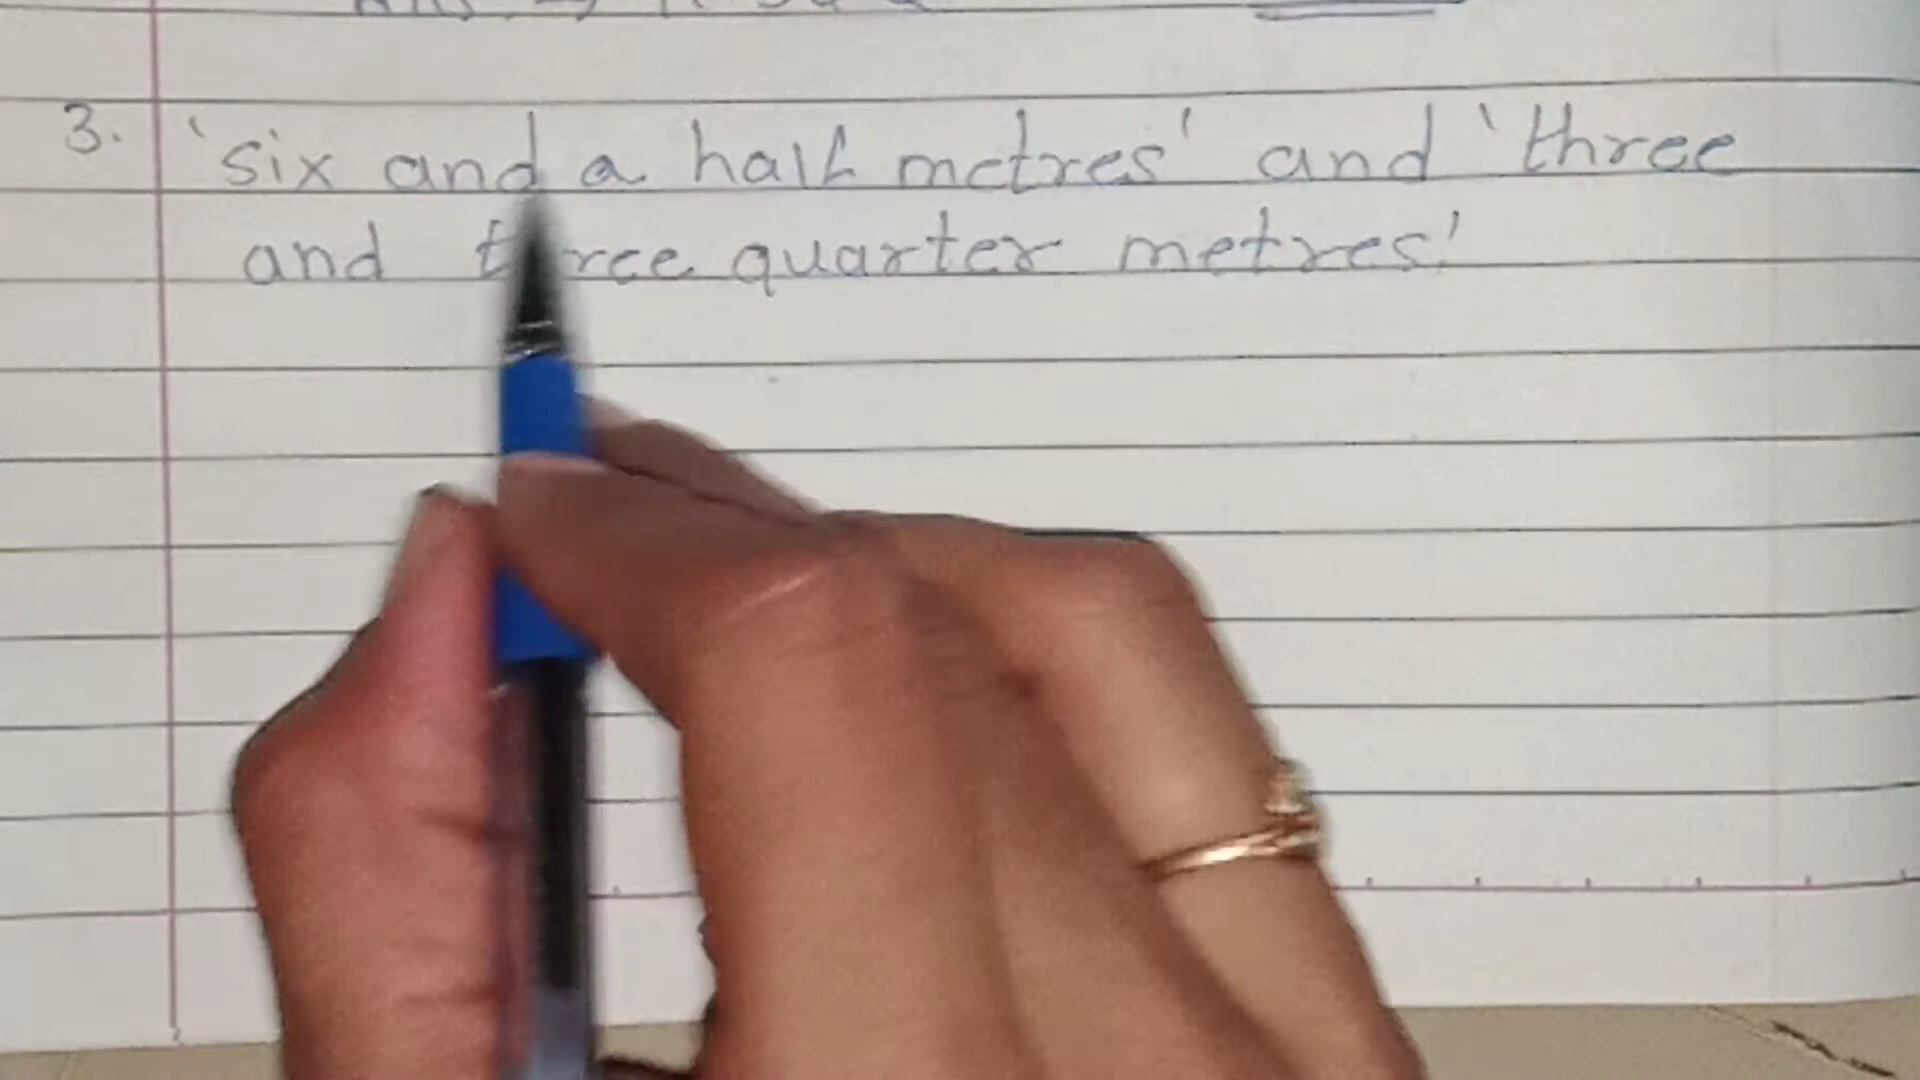 3. 'six and a half metres' and 'three
and three quarter metres'